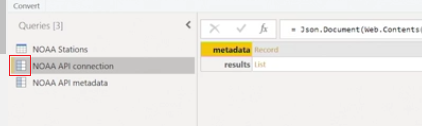 Convert
Queries [3]
fx = Json.Document(Web.Contents(
NOAA Stations
NOAA API connection
NOAA API metadata
metadata Record
results List